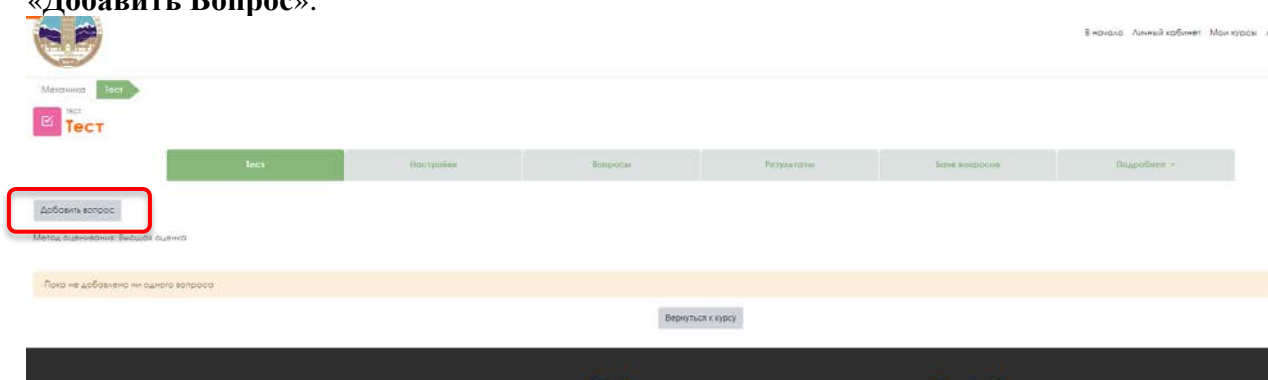 «Добавить Вопрос».
В начало Личный кабинет Мои курсы
Механика Тест
тест
Тест
Тест Настройки Вопросы Результаты Банк вопросов Подробнее
Добавить вопрос
Метод оценивания: Высшая оценка
Пока не добавлено ни одного вопроса
Вернуться к курсу